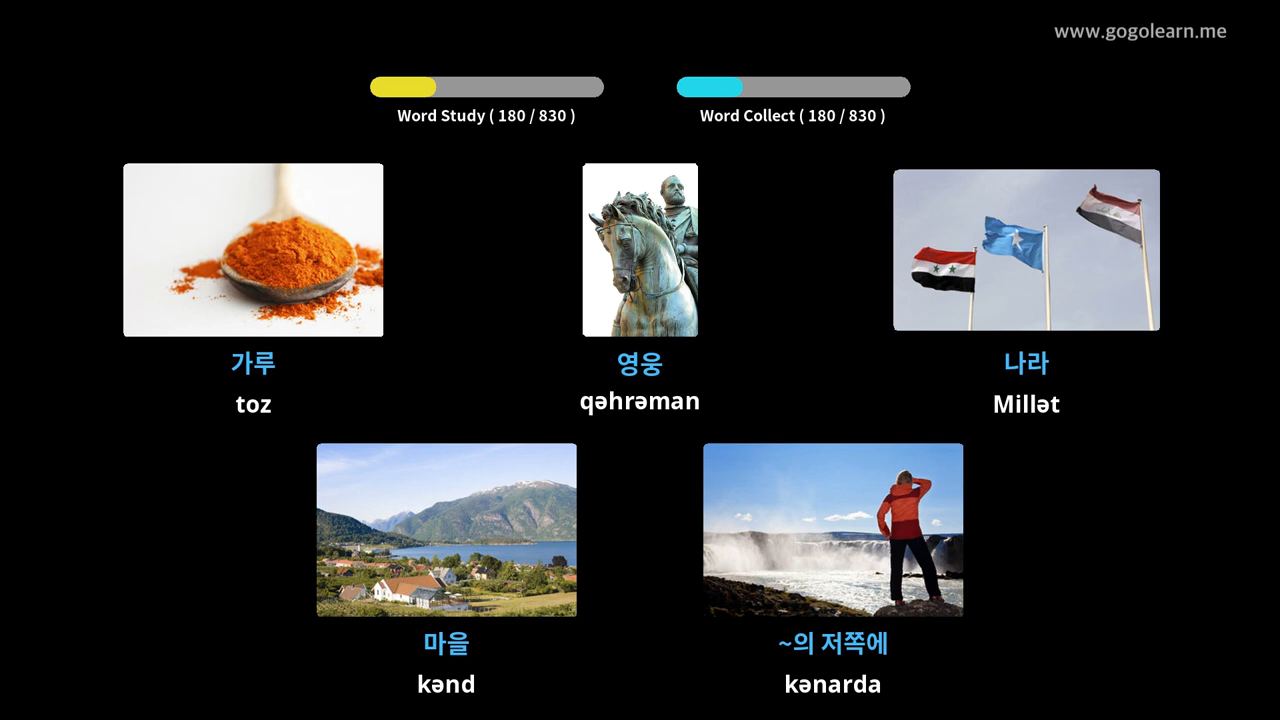 www.gogolearn.me
Word Study ( 180 / 830 )
Word Collect ( 180 / 830 )
가루
toz
영웅
qəhrəman
나라
Millət
마을
kənd
~의 저쪽에
kənarda